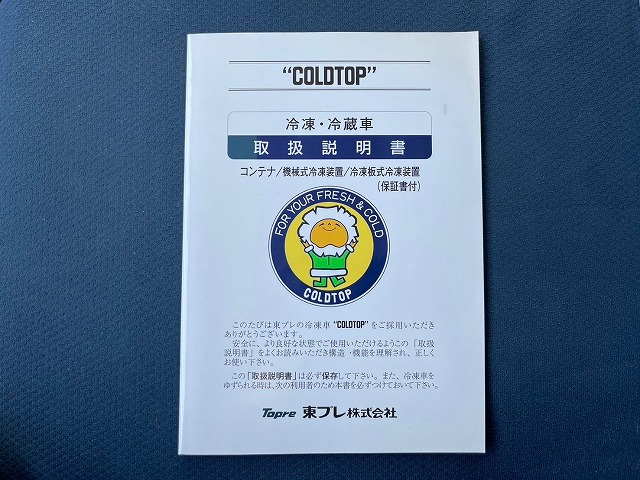 “COLDTOP”
冷凍・冷蔵車
取扱説明書
コンテナ/機械式冷凍装置/冷凍板式冷凍装置
(保証書付)
FOR YOUR FRESH & COLD
COLDTOP
このたびは東プレの冷凍車“COLDTOP”をご採用いただき
ありがとうございます。
安全に、より良好な状態でご使用いただけるようこの「取扱
説明書」をよくお読みいただき構造・機能を理解され、正しく
お使い下さい。
この「取扱説明書」は必ず保存して下さい。また、冷凍車を
ゆずられる時は、次の利用者のため本書を必ずつけておいて下さい。
Topre 東プレ株式会社